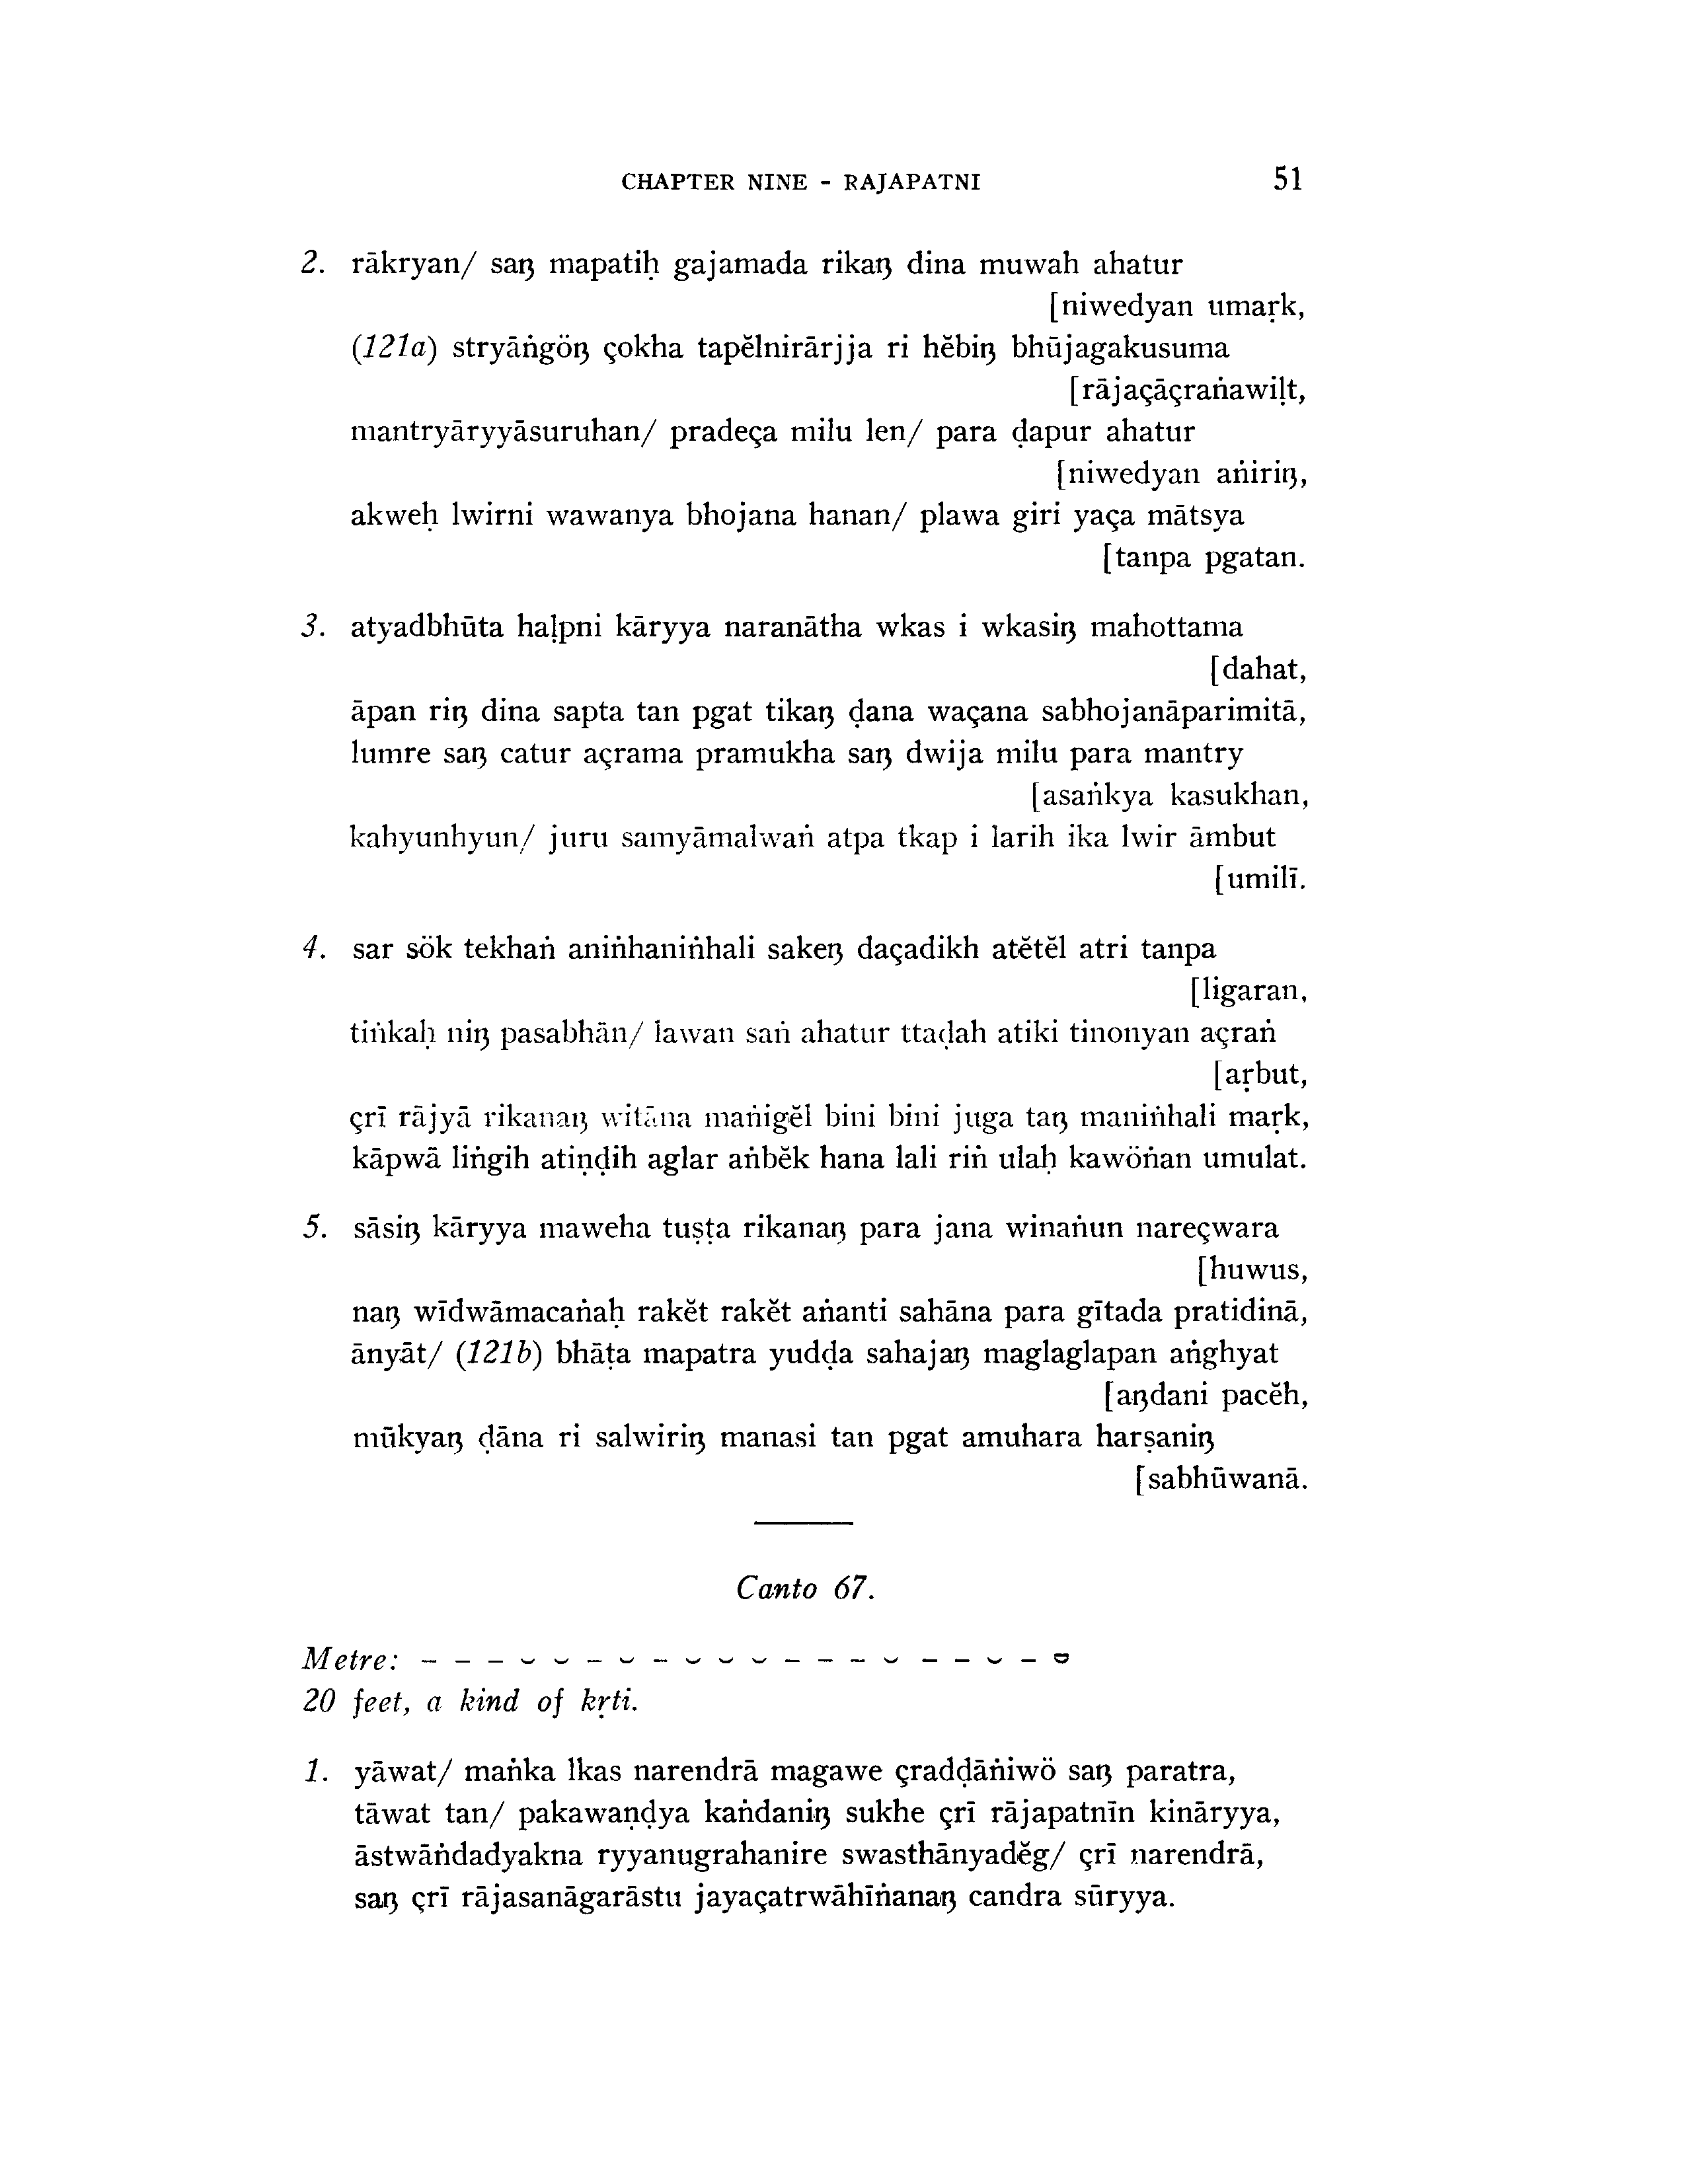 CHAPTER NINE - RAJAPATNI 51
2. rākryan/ saŋ mapatiḥ gajamada rikaŋ dina muwah ahatur
[niwedyan umaṛk,
(121a) stryāṅgöŋ çokha tapĕlnirārjja ri hĕbiŋ bhūjagakusuma
[rājaçāçraṅawiḷt,
mantryāryyāsuruhan/ pradeça milu len/ para ḍapur ahatur
[niwedyan aṅiriŋ,
akweḥ lwirni wawanya bhojana hanan/ plawa giri yaça mātsya
[tanpa pgatan.
3. atyadbhūta haḷpni kāryya naranātha wkas i wkasiŋ mahottama
[dahat,
āpan riŋ dina sapta tan pgat tikaŋ ḍana waçana sabhojanāparimitā,
lumre saŋ catur açrama pramukha saŋ dwija milu para mantry
[asaṅkya kasukhan,
kahyunhyun/ juru samyāmalwaṅ atpa tkap i larih ika lwir āmbut
[umilī.
4. sar sök tekhaṅ aniṅhaniṅhali sakeŋ daçadikh atĕtĕl atri tanpa
[ligaran,
tiṅkaḥ niŋ pasabhān/ lawan saṅ ahatur ttaḍah atiki tinonyan açraṅ
[aṛbut,
çrī rājyā rikanaŋ witāna maṅigĕl bini bini juga taŋ maniṅhali maṛk,
kāpwā liṅgih atiṇḍih aglar aṅbĕk hana lali riṅ ulaḥ kawöṅan umulat.
5. sāsiŋ kāryya maweha tuṣṭa rikanaŋ para jana winaṅun nareçwara
[huwus,
naŋ wīdwāmacaṅaḥ rakĕt rakĕt aṅanti sahāna para gītada pratidinā,
ānyāt/ (121b) bhāṭa mapatra yudḍa sahajaŋ maglaglapan aṅghyat
[aŋdani pacĕh,
mūkyaŋ ḍāna ri salwiriŋ manasi tan pgat amuhara harṣaniŋ
[sabhūwanā.
Canto 67.
Metre: – – – ⏑ ⏑ – ⏑ – ⏑ ⏑ ⏑ – – – ⏑ – – ⏑ – ⏓
20 feet, a kind of kṛti.
1. yāwat/ maṅka lkas narendrā magawe çradḍāṅiwö saŋ paratra,
tāwat tan/ pakawaṇḍya kaṅdaniŋ sukhe çrī rājapatnīn kināryya,
āstwāṅdadyakna ryyanugrahanire swasthānyadĕg/ çrī narendrā,
saŋ çrī rājasanāgarāstu jayaçatrwāhīṅanaŋ candra sūryya.